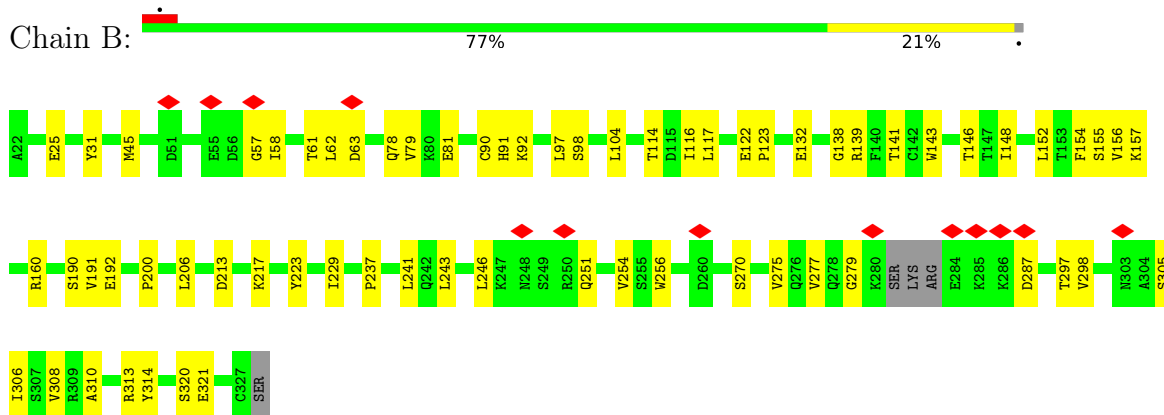 Chain B:
77% 21%
A22 E25 Y31 M45 D51 E55 D56 G57 I58 T61 L62 D63 Q78 V79 K80 E81 C90 H91 K92 L97 S98 L104 T114 D115 I116 L117 E122 P123 E132 G138 R139 F140 T141 C142 W143 T146 T147 I148 L152 T153 F154 S155 V156 K157
R160 S190 V191 E192 P200 L206 D213 K217 Y223 I229 P237 L241 Q242 L243 L246 K247 N248 S249 R250 Q251 V254 S255 W256 D260 S270 V275 Q276 V277 Q278 G279 K280 SER LYS ARG E284 K285 K286 D287 T297 V298 N303 A304 S305
I306 S307 V308 R309 A310 R313 Y314 S320 E321 C327 SER